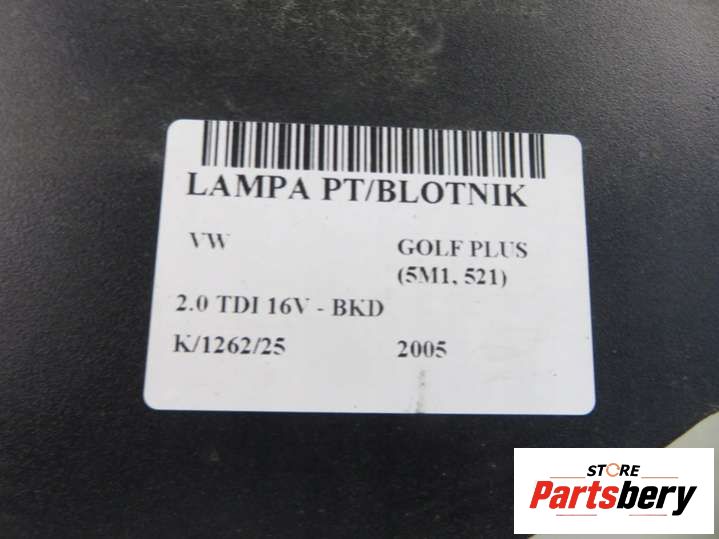 LAMPA PT/BLOTNIK
VW GOLF PLUS
(5M1, 521)
2.0 TDI 16V - BKD
K/1262/25 2005
STORE
Partsbery